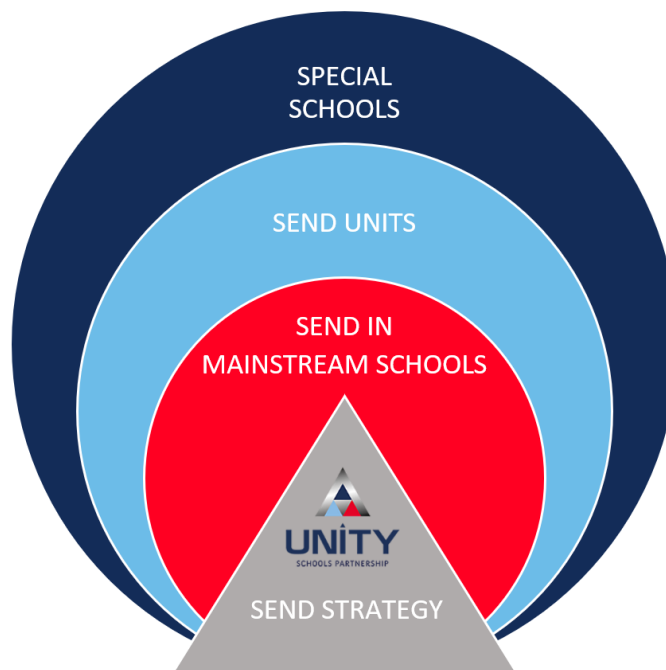 SPECIAL
SCHOOLS
SEND UNITS
SEND IN
MAINSTREAM SCHOOLS
UNITY
SCHOOLS PARTNERSHIP
SEND STRATEGY